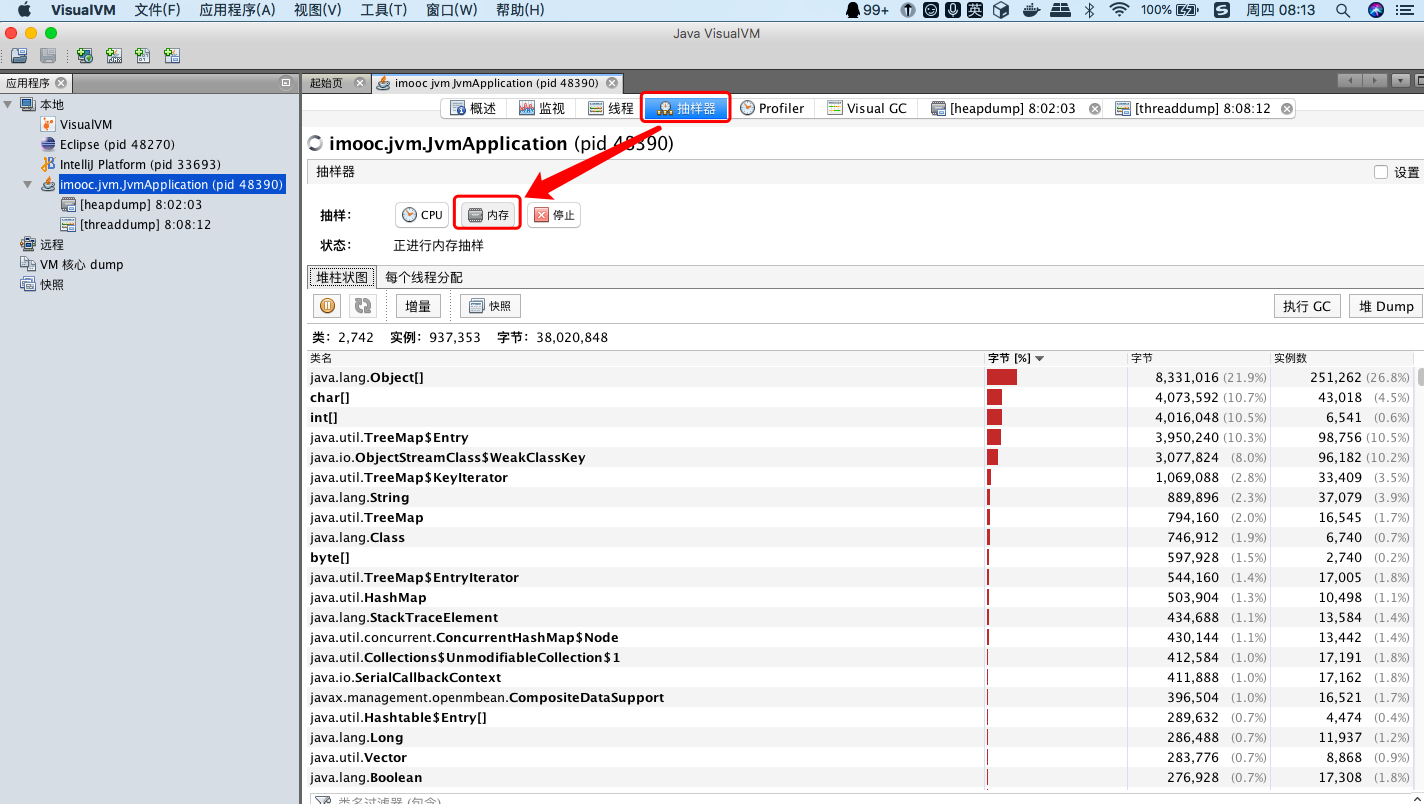 VisualVM 文件(F) 应用程序(A) 视图(V) 工具(T) 窗口(W) 帮助(H) 99+ 英 100% 周四 08:13
Java VisualVM
应用程序 起始页 imooc.jvm.JvmApplication (pid 48390)
概述 监视 线程 抽样器 Profiler Visual GC [heapdump] 8:02:03 [threaddump] 8:08:12
本地
VisualVM
Eclipse (pid 48270)
IntelliJ Platform (pid 33693)
imooc.jvm.JvmApplication (pid 48390)
[heapdump] 8:02:03
[threaddump] 8:08:12
远程
VM 核心 dump
快照
imooc.jvm.JvmApplication (pid 48390)
抽样器 设置
抽样: CPU 内存 停止
状态: 正进行内存抽样
堆柱状图 每个线程分配
增量 快照 执行 GC 堆 Dump
类: 2,742 实例: 937,353 字节: 38,020,848
类名 字节 [%] 字节 实例数
java.lang.Object[] 8,331,016 (21.9%) 251,262 (26.8%)
char[] 4,073,592 (10.7%) 43,018 (4.5%)
int[] 4,016,048 (10.5%) 6,541 (0.6%)
java.util.TreeMap$Entry 3,950,240 (10.3%) 98,756 (10.5%)
java.io.ObjectStreamClass$WeakClassKey 3,077,824 (8.0%) 96,182 (10.2%)
java.util.TreeMap$KeyIterator 1,069,088 (2.8%) 33,409 (3.5%)
java.lang.String 889,896 (2.3%) 37,079 (3.9%)
java.util.TreeMap 794,160 (2.0%) 16,545 (1.7%)
java.lang.Class 746,912 (1.9%) 6,740 (0.7%)
byte[] 597,928 (1.5%) 2,740 (0.2%)
java.util.TreeMap$EntryIterator 544,160 (1.4%) 17,005 (1.8%)
java.util.HashMap 503,904 (1.3%) 10,498 (1.1%)
java.lang.StackTraceElement 434,688 (1.1%) 13,584 (1.4%)
java.util.concurrent.ConcurrentHashMap$Node 430,144 (1.1%) 13,442 (1.4%)
java.util.Collections$UnmodifiableCollection$1 412,584 (1.0%) 17,191 (1.8%)
java.io.SerialCallbackContext 411,888 (1.0%) 17,162 (1.8%)
javax.management.openmbean.CompositeDataSupport 396,504 (1.0%) 16,521 (1.7%)
java.util.Hashtable$Entry[] 289,632 (0.7%) 4,474 (0.4%)
java.lang.Long 286,488 (0.7%) 11,937 (1.2%)
java.util.Vector 283,776 (0.7%) 8,868 (0.9%)
java.lang.Boolean 276,928 (0.7%) 17,308 (1.8%)
类名过滤器 (包含)